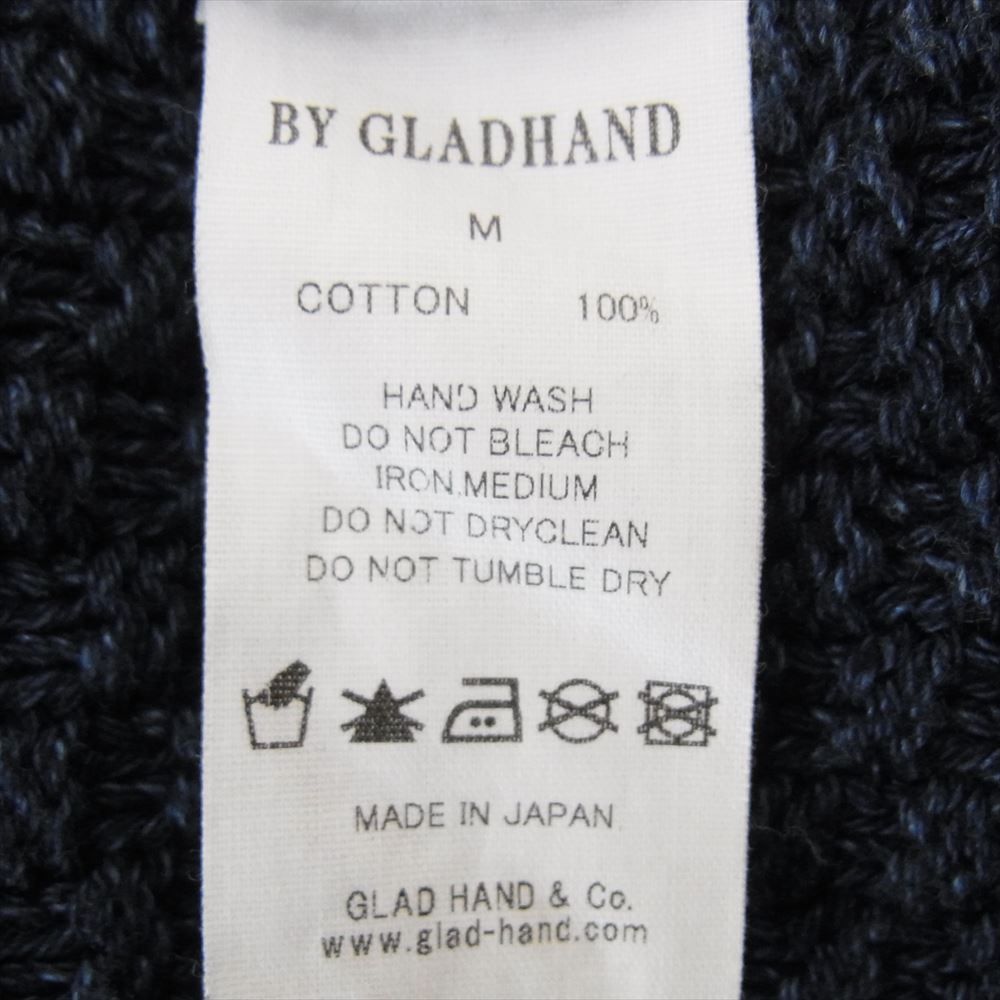 BY GLADHAND
M
COTTON 100%
HAND WASH
DO NOT BLEACH
IRON.MEDIUM
DO NOT DRYCLEAN
DO NOT TUMBLE DRY
MADE IN JAPAN
GLAD HAND & Co.
www.glad-hand.com